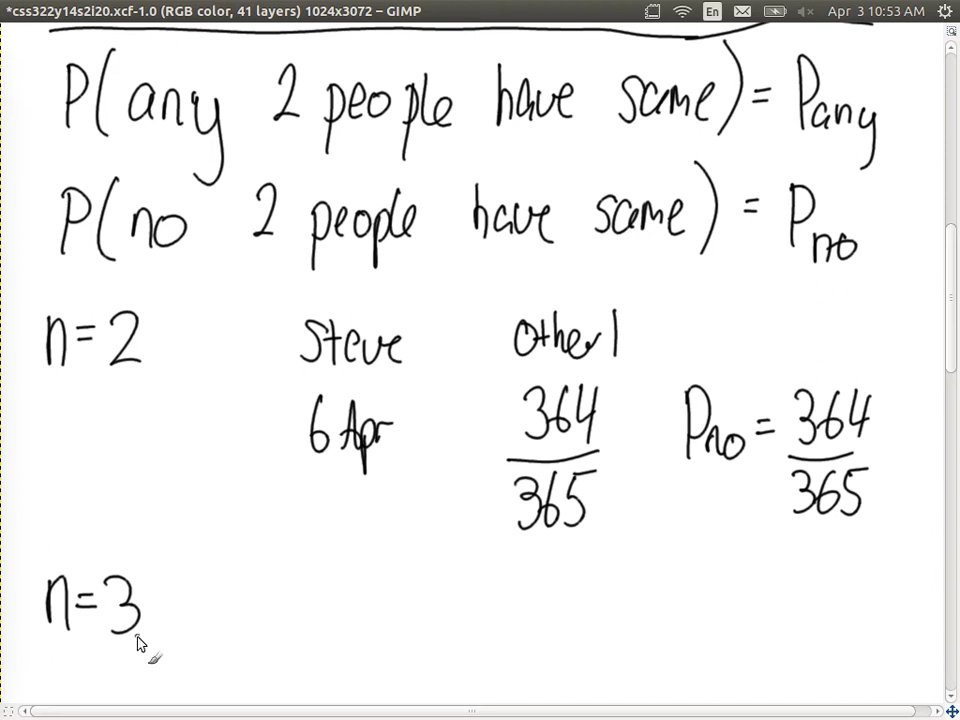 *css322y14s2i20.xcf-1.0 (RGB color, 41 layers) 1024x3072 – GIMP
En
Apr 3 10:53 AM
P(any 2 people have same) = Pany
P(no 2 people have same) = Pno
n=2 Steve Other 1
6 Apr 364/365 Pno = 364/365
n=3